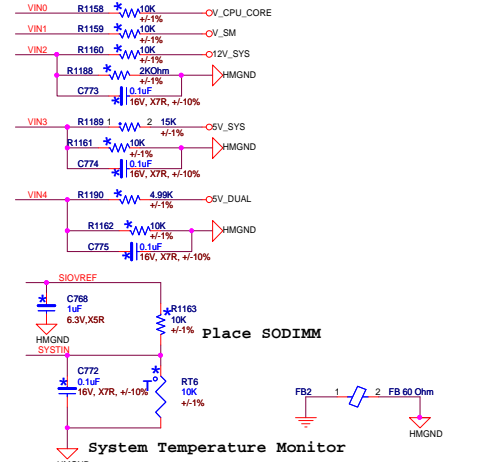 VIN0 R1158 * 10K V_CPU_CORE
+/-1%
VIN1 R1159 * 10K V_SM
+/-1%
VIN2 R1160 * 10K 12V_SYS
+/-1%
R1188 * 2KOhm HMGND
+/-1%
C773 * 0.1uF
16V, X7R, +/-10%
VIN3 R1189 1 2 15K 5V_SYS
+/-1%
R1161 * 10K HMGND
+/-1%
C774 * 0.1uF
16V, X7R, +/-10%
VIN4 R1190 * 4.99K 5V_DUAL
+/-1%
R1162 * 10K HMGND
+/-1%
C775 * 0.1uF
16V, X7R, +/-10%
SIOVREF
* C768
1uF
6.3V,X5R
HMGND
* R1163
10K
+/-1%
Place SODIMM
SYSTIN
* C772
0.1uF
16V, X7R, +/-10%
* T° RT6
10K
+/-1%
FB2 1 2 FB 60 Ohm
HMGND
System Temperature Monitor